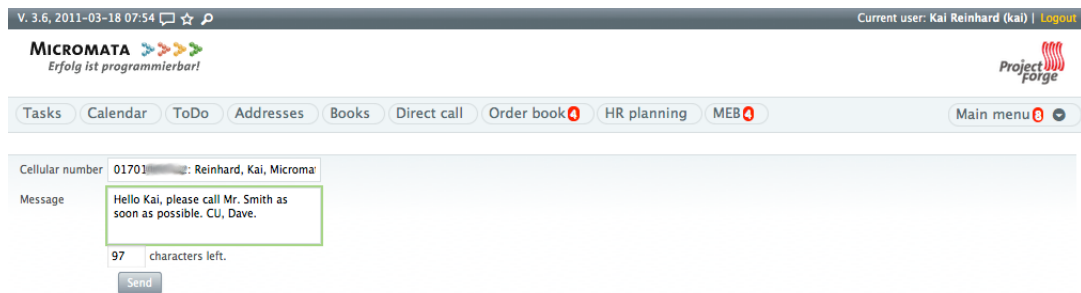 V. 3.6, 2011-03-18 07:54
Current user: Kai Reinhard (kai) | Logout
MICROMATA
Erfolg ist programmierbar!
Project
Forge
Tasks Calendar ToDo Addresses Books Direct call Order book 4 HR planning MEB 4 Main menu 8
Cellular number 01701 : Reinhard, Kai, Microma
Message Hello Kai, please call Mr. Smith as
soon as possible. CU, Dave.
97 characters left.
Send